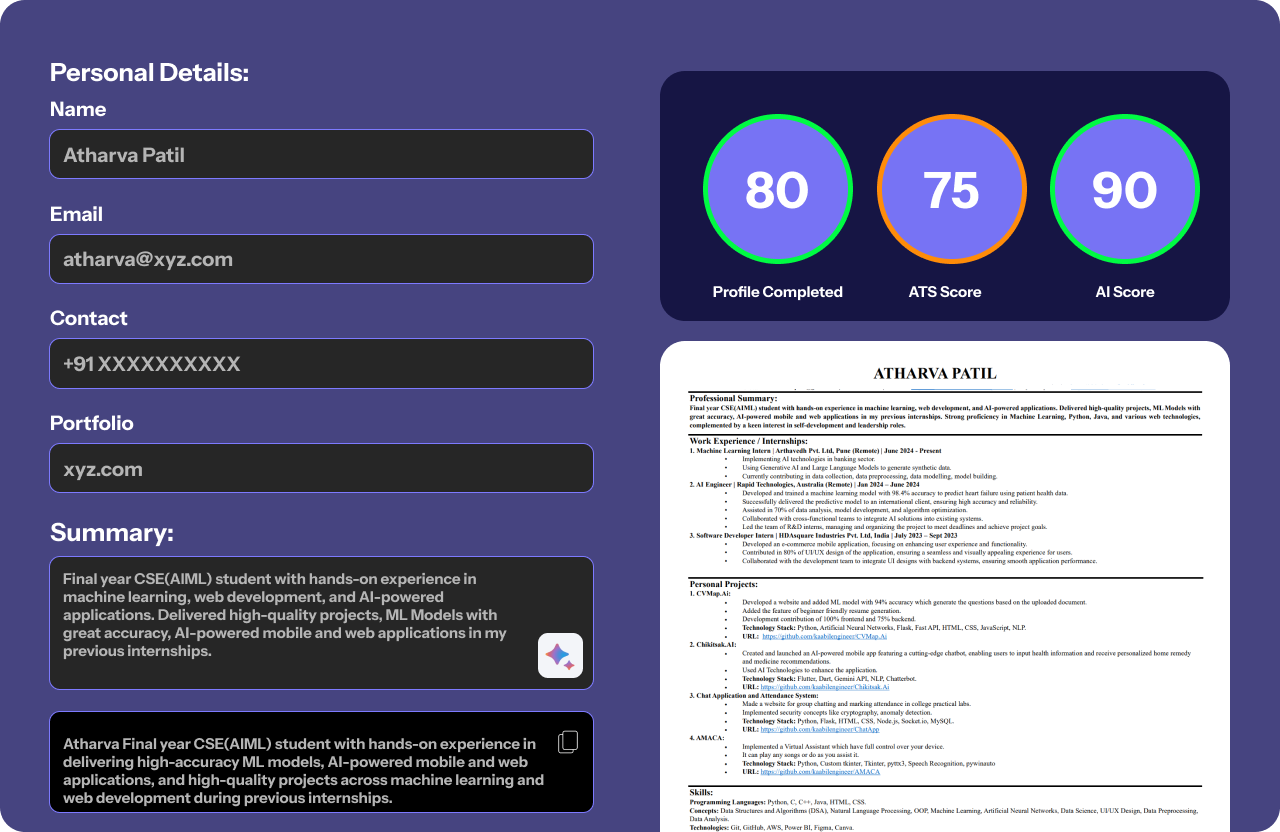 Personal Details:
Name
Atharva Patil
Email
atharva@xyz.com
Contact
+91 XXXXXXXXXX
Portfolio
xyz.com
Summary:
Final year CSE(AIML) student with hands-on experience in
machine learning, web development, and AI-powered
applications. Delivered high-quality projects, ML Models with
great accuracy, AI-powered mobile and web applications in my
previous internships.
Atharva Final year CSE(AIML) student with hands-on experience in
delivering high-accuracy ML models, AI-powered mobile and web
applications, and high-quality projects across machine learning and
web development during previous internships.
80
75
90
Profile Completed
ATS Score
AI Score
ATHARVA PATIL
Professional Summary:
Final year CSE(AIML) student with hands-on experience in machine learning, web development, and AI-powered applications. Delivered high-quality projects, ML Models with
great accuracy, AI-powered mobile and web applications in my previous internships. Strong proficiency in Machine Learning, Python, Java, and various web technologies,
complemented by a keen interest in self-development and leadership roles.
Work Experience / Internships:
1. Machine Learning Intern | Arthavedh Pvt. Ltd, Pune (Remote) | June 2024 - Present
• Implementing AI technologies in banking sector.
• Using Generative AI and Large Language Models to generate synthetic data.
• Currently contributing in data collection, data preprocessing, data modelling, model building.
2. AI Engineer | Rapid Technologies, Australia (Remote) | Jan 2024 – June 2024
• Developed and trained a machine learning model with 98.4% accuracy to predict heart failure using patient health data.
• Successfully delivered the predictive model to an international client, ensuring high accuracy and reliability.
• Assisted in 70% of data analysis, model development, and algorithm optimization.
• Collaborated with cross-functional teams to integrate AI solutions into existing systems.
• Led the team of R&D interns, managing and organizing the project to meet deadlines and achieve project goals.
3. Software Developer Intern | HDAsquare Industries Pvt. Ltd, India | July 2023 – Sept 2023
• Developed an e-commerce mobile application, focusing on enhancing user experience and functionality.
• Contributed in 80% of UI/UX design of the application, ensuring a seamless and visually appealing experience for users.
• Collaborated with the development team to integrate UI designs with backend systems, ensuring smooth application performance.
Personal Projects:
1. CVMap.Ai:
• Developed a website and added ML model with 94% accuracy which generate the questions based on the uploaded document.
• Added the feature of beginner friendly resume generation.
• Development contribution of 100% frontend and 75% backend.
• Technology Stack: Python, Artificial Neural Networks, Flask, Fast API, HTML, CSS, JavaScript, NLP.
• URL: https://github.com/kaabilengineer/CVMap.Ai
2. Chikitsak.AI:
• Created and launched an AI-powered mobile app featuring a cutting-edge chatbot, enabling users to input health information and receive personalized home remedy
and medicine recommendations.
• Used AI Technologies to enhance the application.
• Technology Stack: Flutter, Dart, Gemini API, NLP, Chatterbot.
• URL: https://github.com/kaabilengineer/Chikitsak.Ai
3. Chat Application and Attendance System:
• Made a website for group chatting and marking attendance in college practical labs.
• Implemented security concepts like cryptography, anomaly detection.
• Technology Stack: Python, Flask, HTML, CSS, Node.js, Socket.io, MySQL.
• URL: https://github.com/kaabilengineer/ChatApp
4. AMACA:
• Implemented a Virtual Assistant which have full control over your device.
• It can play any songs or do as you assist it.
• Technology Stack: Python, Custom tkinter, Tkinter, pyttx3, Speech Recognition, pywinauto
• URL: https://github.com/kaabilengineer/AMACA
Skills:
Programming Languages: Python, C, C++, Java, HTML, CSS.
Concepts: Data Structures and Algorithms (DSA), Natural Language Processing, OOP, Machine Learning, Artificial Neural Networks, Data Science, UI/UX Design, Data Preprocessing,
Data Analysis.
Technologies: Git, GitHub, AWS, Power BI, Figma, Canva.